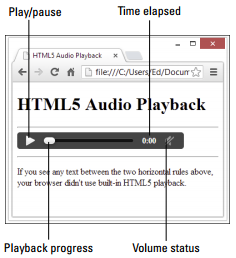 Play/pause
Time elapsed
HTML5 Audio Playback
file:///C:/Users/Ed/Docum
HTML5 Audio Playback
0:00
If you see any text between the two horizontal rules above,
your browser didn't use built-in HTML5 playback.
Playback progress
Volume status